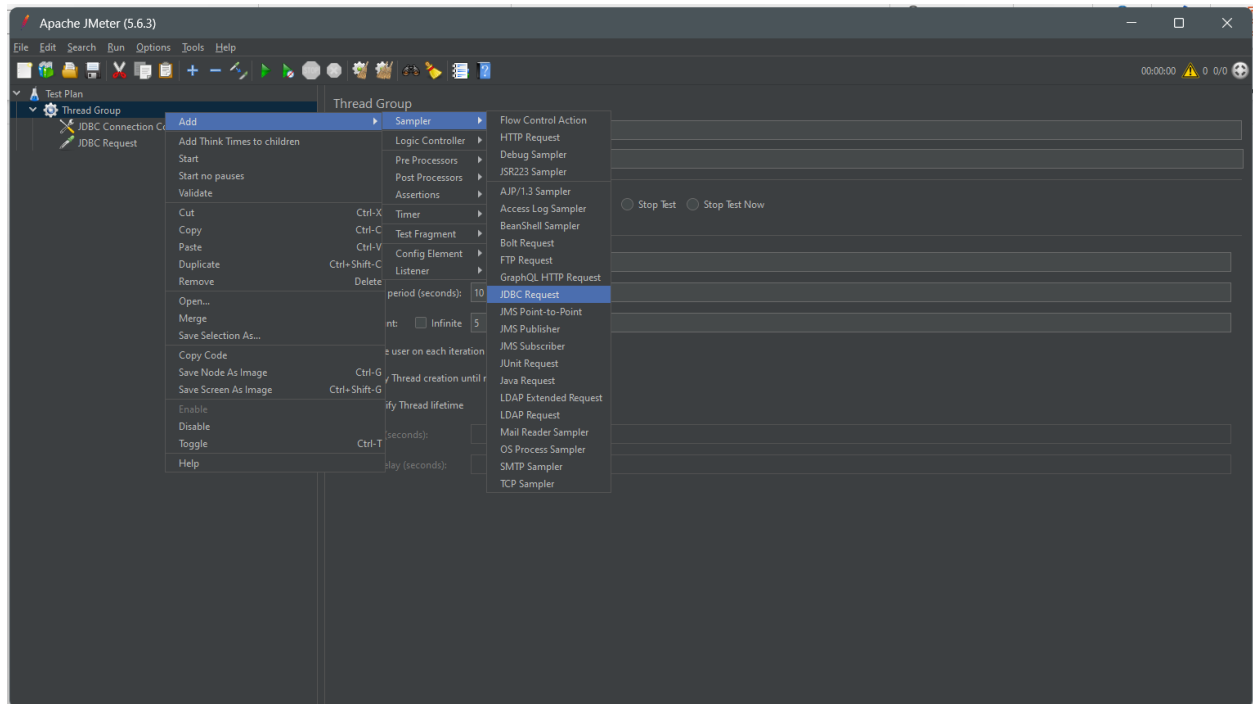 Apache JMeter (5.6.3)
File Edit Search Run Options Tools Help
00:00:00 0 0/0
Test Plan
Thread Group
JDBC Connection Co
JDBC Request
Thread Group
Add
Add Think Times to children
Start
Start no pauses
Validate
Cut Ctrl-X
Copy Ctrl-C
Paste Ctrl-V
Duplicate Ctrl+Shift-C
Remove Delete
Open...
Merge
Save Selection As...
Copy Code
Save Node As Image Ctrl-G
Save Screen As Image Ctrl+Shift-G
Enable
Disable
Toggle Ctrl-T
Help
Sampler
Logic Controller
Pre Processors
Post Processors
Assertions
Timer
Test Fragment
Config Element
Listener
Flow Control Action
HTTP Request
Debug Sampler
JSR223 Sampler
AJP/1.3 Sampler
Access Log Sampler
BeanShell Sampler
Bolt Request
FTP Request
GraphQL HTTP Request
JDBC Request
JMS Point-to-Point
JMS Publisher
JMS Subscriber
JUnit Request
Java Request
LDAP Extended Request
LDAP Request
Mail Reader Sampler
OS Process Sampler
SMTP Sampler
TCP Sampler
Stop Test Stop Test Now
period (seconds): 10
nt: Infinite 5
user on each iteration
Thread creation until
ify Thread lifetime
(seconds):
elay (seconds):